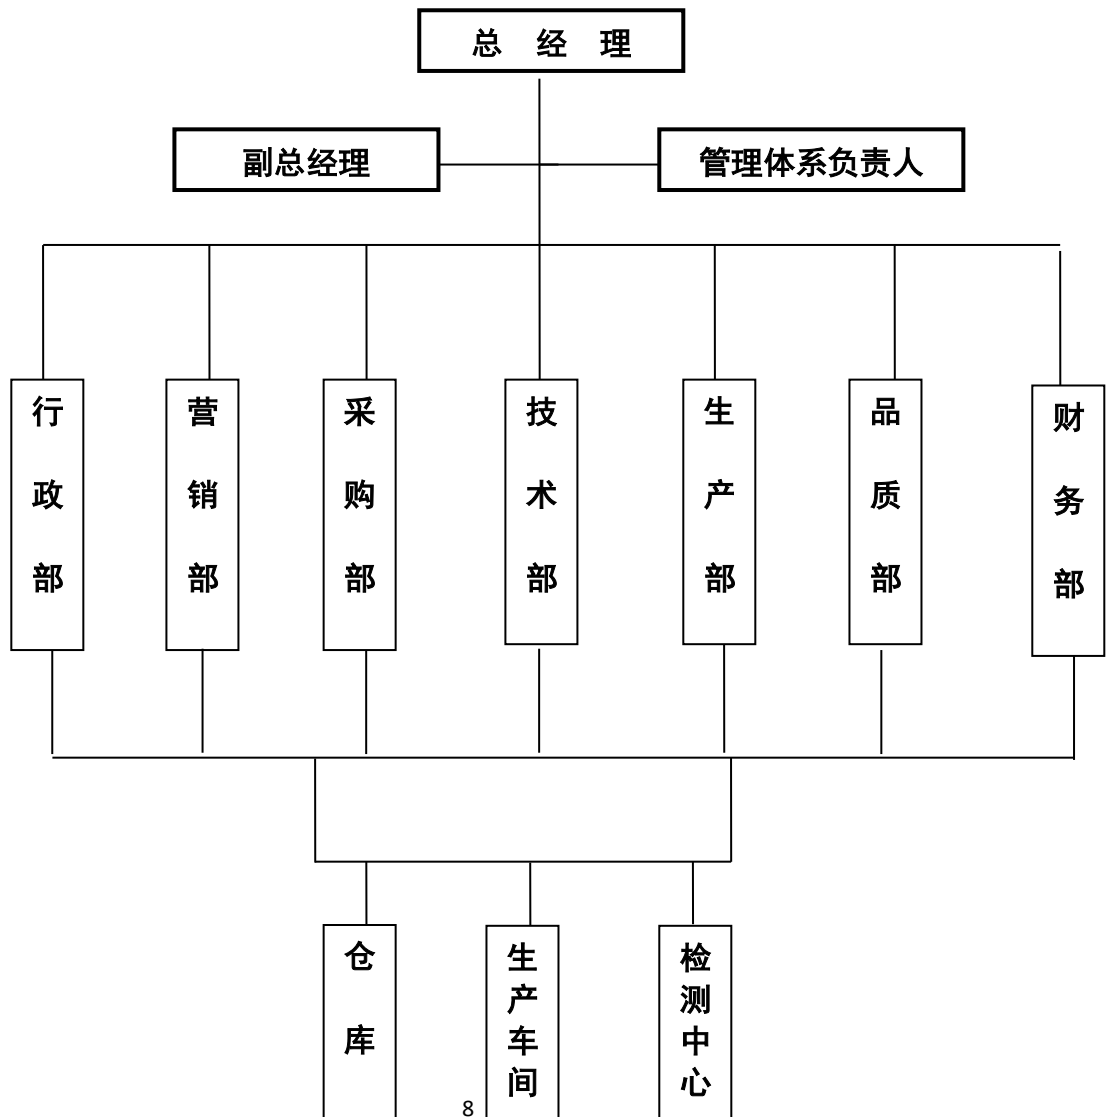 总 经 理
副总经理
管理体系负责人
行政部
营销部
采购部
技术部
生产部
品质部
财务部
仓库
生产车间
检测中心
8